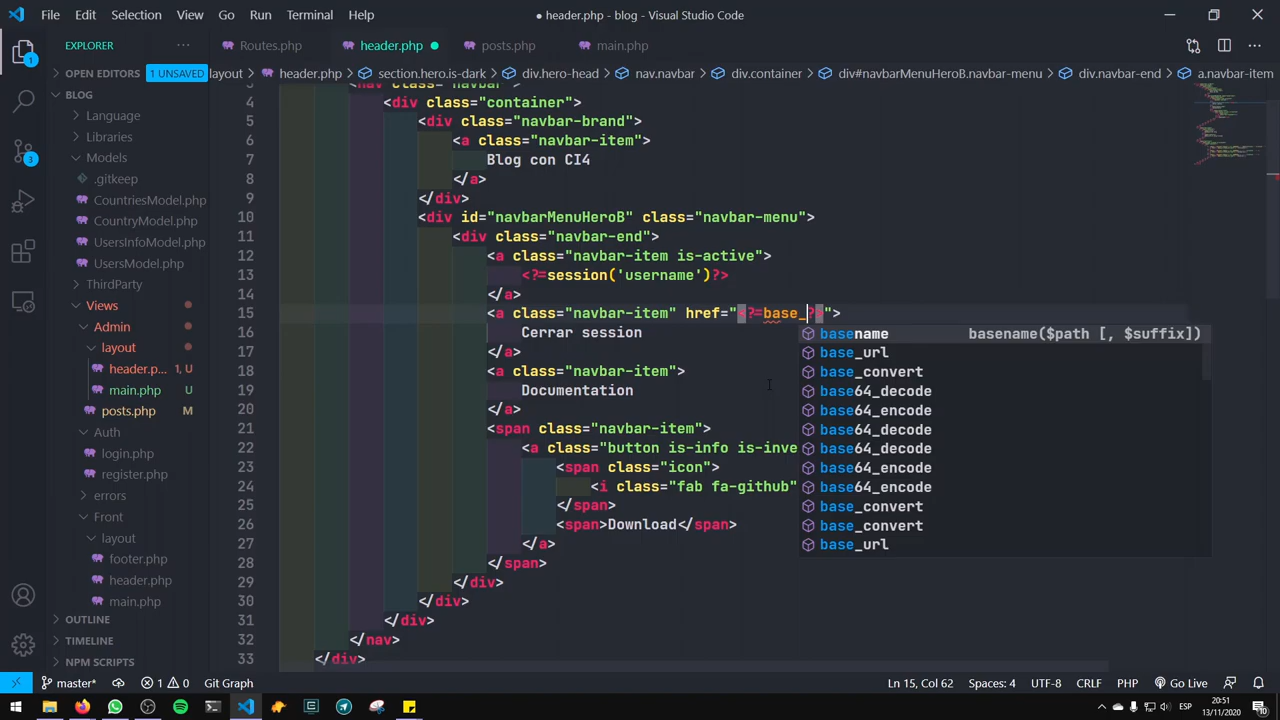 File Edit Selection View Go Run Terminal Help
● header.php - blog - Visual Studio Code
EXPLORER
Routes.php header.php posts.php main.php
OPEN EDITORS 1 UNSAVED
layout > header.php > section.hero.is-dark > div.hero-head > nav.navbar > div.container > div#navbarMenuHeroB.navbar-menu > div.navbar-end > a.navbar-item
BLOG
Language
Libraries
Models
.gitkeep
CountriesModel.php
CountryModel.php
UsersInfoModel.php
UsersModel.php
ThirdParty
Views
Admin
layout
header.p... 1, U
main.php U
posts.php M
Auth
login.php
register.php
errors
Front
layout
footer.php
header.php
main.php
OUTLINE
TIMELINE
NPM SCRIPTS
3 <nav class="navbar">
4 <div class="container">
5 <div class="navbar-brand">
6 <a class="navbar-item">
7 Blog con CI4
8 </a>
9 </div>
10 <div id="navbarMenuHeroB" class="navbar-menu">
11 <div class="navbar-end">
12 <a class="navbar-item is-active">
13 <?=session('username')?>
14 </a>
15 <a class="navbar-item" href="<?=base_?>">
16 Cerrar session
17 </a>
18 <a class="navbar-item">
19 Documentation
20 </a>
21 <span class="navbar-item">
22 <a class="button is-info is-inve
23 <span class="icon">
24 <i class="fab fa-github"
25 </span>
26 <span>Download</span>
27 </a>
28 </span>
29 </div>
30 </div>
31 </div>
32 </nav>
33 </div>
basename basename($path [, $suffix])
base_url
base_convert
base64_decode
base64_encode
base64_decode
base64_decode
base64_encode
base64_encode
base_convert
base_convert
base_url
master* 1 0 Git Graph
Ln 15, Col 62 Spaces: 4 UTF-8 CRLF PHP Go Live
ESP
20:51
13/11/2020